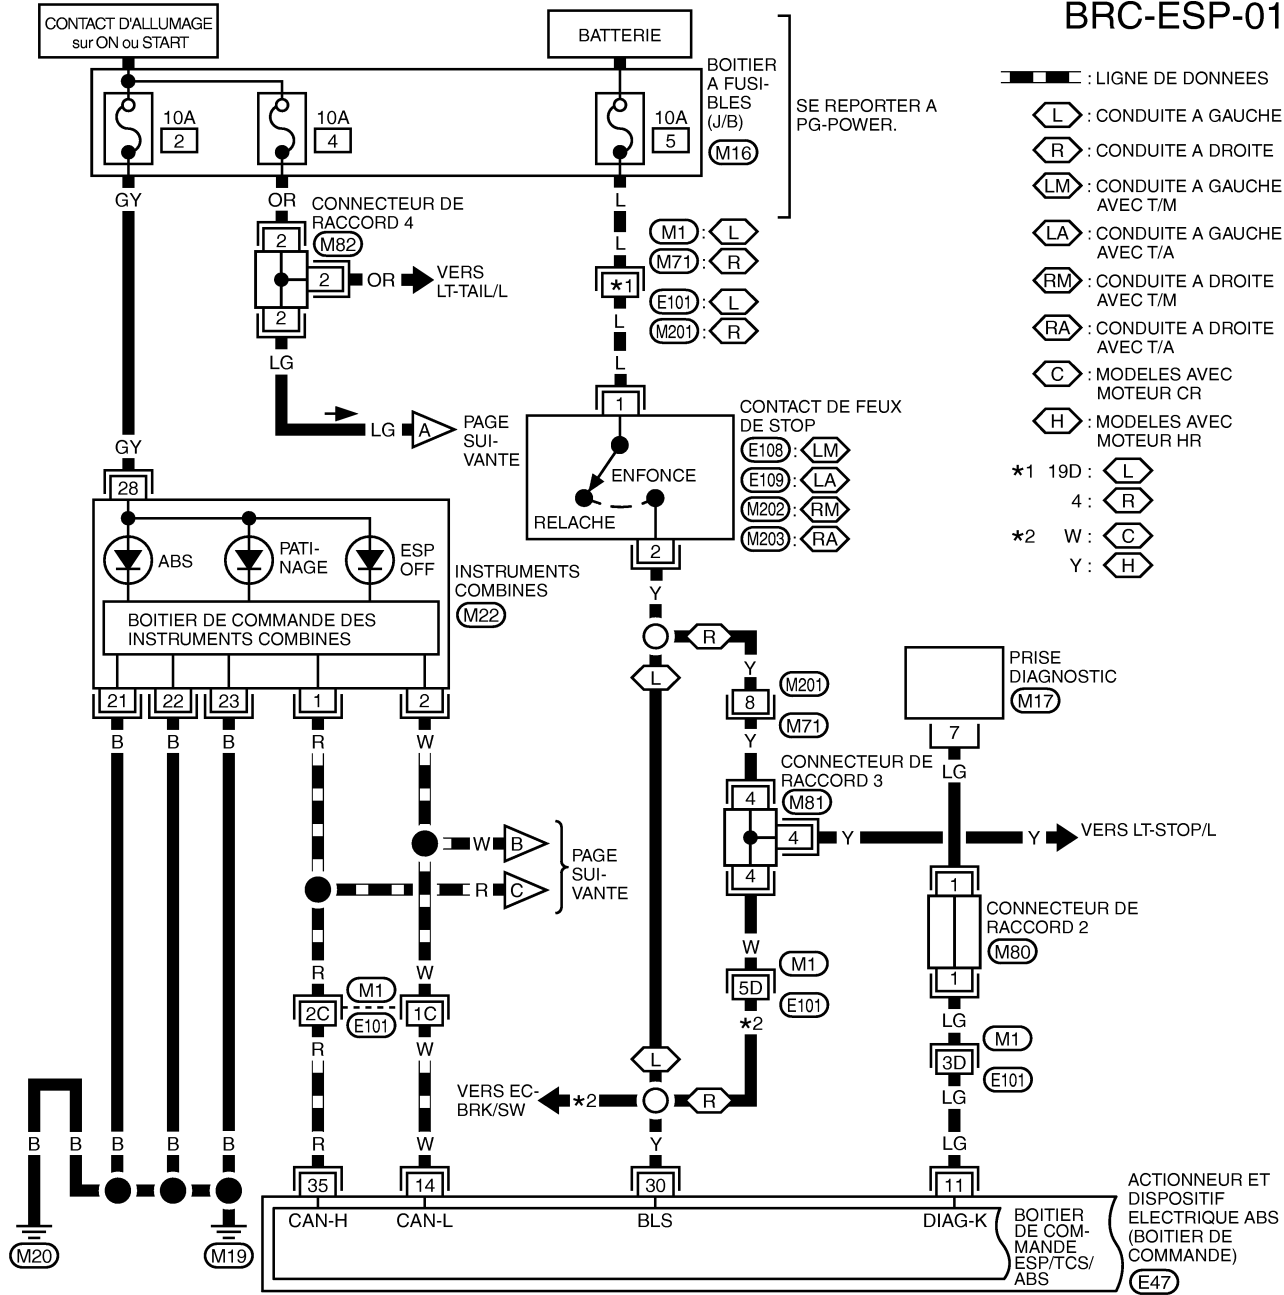 BRC-ESP-01
CONTACT D'ALLUMAGE
sur ON ou START
BATTERIE
BOITIER
A FUSI-
BLES
(J/B)
M16
SE REPORTER A
PG-POWER.
10A
2
10A
4
10A
5
: LIGNE DE DONNEES
L : CONDUITE A GAUCHE
R : CONDUITE A DROITE
LM : CONDUITE A GAUCHE
AVEC T/M
LA : CONDUITE A GAUCHE
AVEC T/A
RM : CONDUITE A DROITE
AVEC T/M
RA : CONDUITE A DROITE
AVEC T/A
C : MODELES AVEC
MOTEUR CR
H : MODELES AVEC
MOTEUR HR
*1 19D : L
4 : R
*2 W : C
Y : H
GY
OR
L
CONNECTEUR DE
RACCORD 4
M82
2
2
OR
VERS
LT-TAIL/L
2
LG
LG
A
PAGE
SUI-
VANTE
L
*1
L
L
M1 : L
M71 : R
E101 : L
M201 : R
1
CONTACT DE FEUX
DE STOP
E108 : LM
E109 : LA
M202 : RM
M203 : RA
ENFONCE
RELACHE
2
Y
GY
28
ABS
PATI-
NAGE
ESP
OFF
INSTRUMENTS
COMBINES
M22
BOITIER DE COMMANDE DES
INSTRUMENTS COMBINES
21
22
23
1
2
B
B
B
R
W
R
L
Y
8
M201
M71
Y
CONNECTEUR DE
RACCORD 3
M81
4
4
4
Y
Y
VERS LT-STOP/L
PRISE
DIAGNOSTIC
M17
7
LG
W
B
R
C
PAGE
SUI-
VANTE
1
CONNECTEUR DE
RACCORD 2
M80
1
W
M1
5D
E101
*2
R
W
M1
2C
1C
E101
R
W
LG
M1
3D
E101
LG
L
VERS EC-
BRK/SW
*2
R
B
B
B
B
B
R
W
Y
LG
35
14
30
11
CAN-H
CAN-L
BLS
DIAG-K
BOITIER
DE COM-
MANDE
ESP/TCS/
ABS
ACTIONNEUR ET
DISPOSITIF
ELECTRIQUE ABS
(BOITIER DE
COMMANDE)
E47
M20
M19